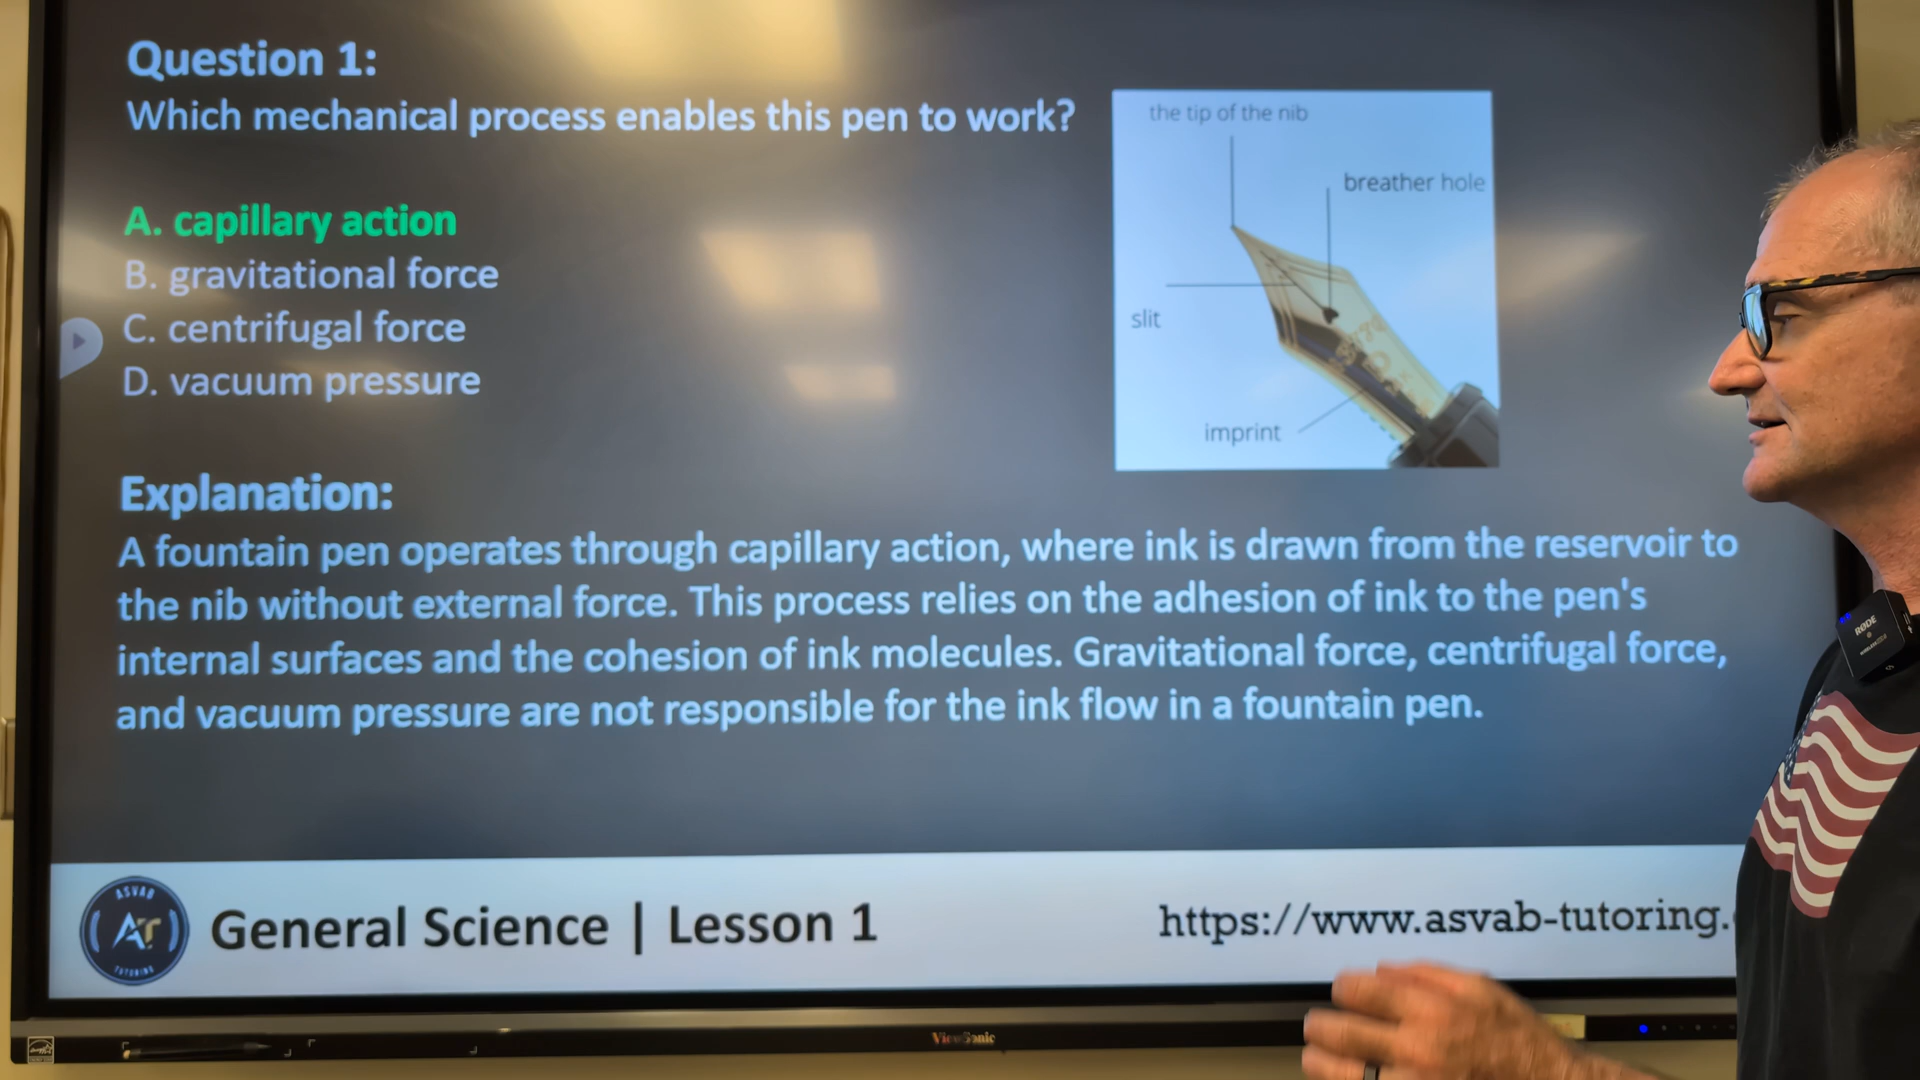 Question 1:
Which mechanical process enables this pen to work?
the tip of the nib
breather hole
A. capillary action
B. gravitational force
C. centrifugal force
D. vacuum pressure
slit
imprint
Explanation:
A fountain pen operates through capillary action, where ink is drawn from the reservoir to
the nib without external force. This process relies on the adhesion of ink to the pen's
internal surfaces and the cohesion of ink molecules. Gravitational force, centrifugal force,
and vacuum pressure are not responsible for the ink flow in a fountain pen.
RØDE
ASVAB
Ar
TUTORING
General Science | Lesson 1
https://www.asvab-tutoring.
ViewSonic